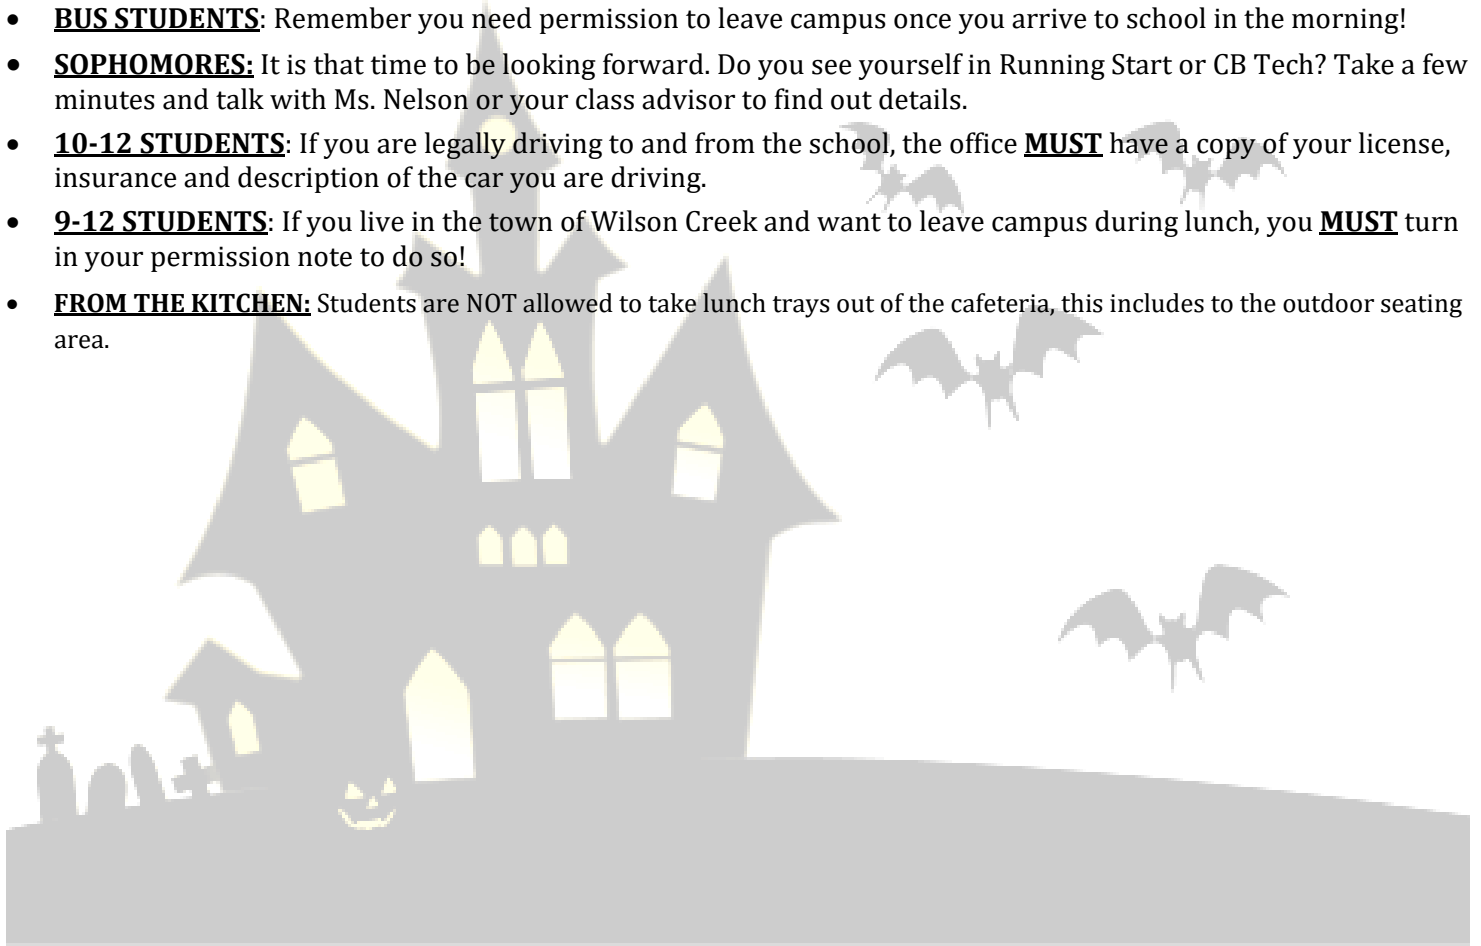 • BUS STUDENTS: Remember you need permission to leave campus once you arrive to school in the morning!
• SOPHOMORES: It is that time to be looking forward. Do you see yourself in Running Start or CB Tech? Take a few
minutes and talk with Ms. Nelson or your class advisor to find out details.
• 10-12 STUDENTS: If you are legally driving to and from the school, the office MUST have a copy of your license,
insurance and description of the car you are driving.
• 9-12 STUDENTS: If you live in the town of Wilson Creek and want to leave campus during lunch, you MUST turn
in your permission note to do so!
• FROM THE KITCHEN: Students are NOT allowed to take lunch trays out of the cafeteria, this includes to the outdoor seating
area.